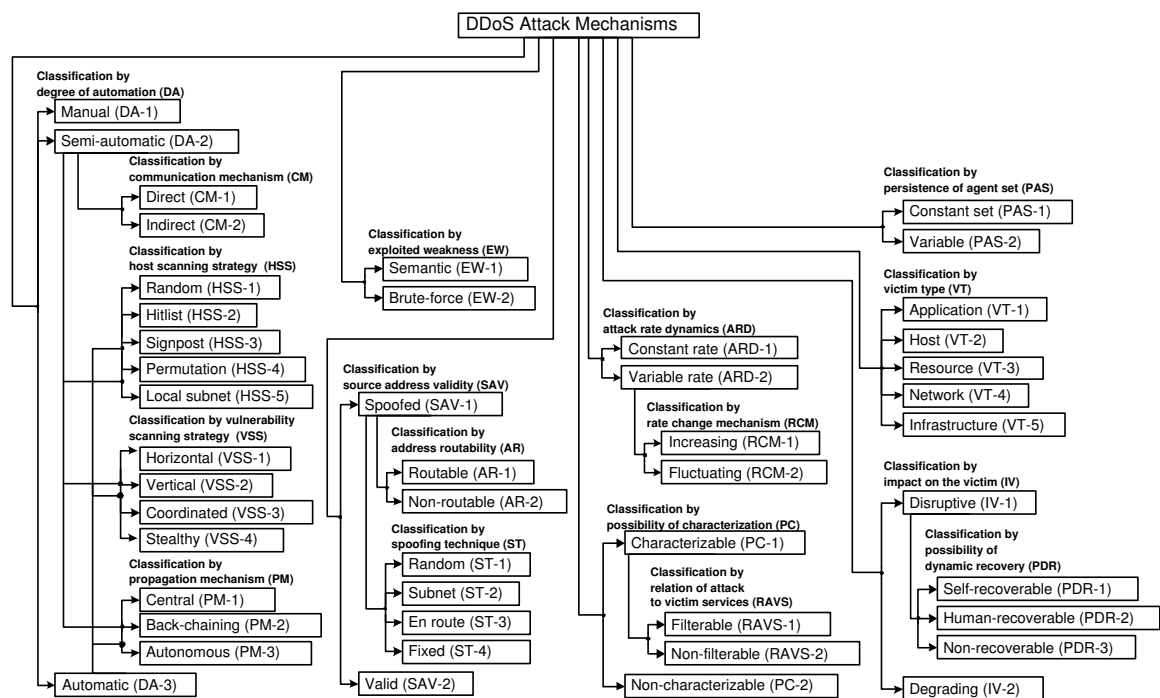 DDoS Attack Mechanisms
Classification by
degree of automation (DA)
Manual (DA-1)
Semi-automatic (DA-2)
Classification by
communication mechanism (CM)
Direct (CM-1)
Indirect (CM-2)
Classification by
host scanning strategy (HSS)
Random (HSS-1)
Hitlist (HSS-2)
Signpost (HSS-3)
Permutation (HSS-4)
Local subnet (HSS-5)
Classification by vulnerability
scanning strategy (VSS)
Horizontal (VSS-1)
Vertical (VSS-2)
Coordinated (VSS-3)
Stealthy (VSS-4)
Classification by
propagation mechanism (PM)
Central (PM-1)
Back-chaining (PM-2)
Autonomous (PM-3)
Automatic (DA-3)
Classification by
exploited weakness (EW)
Semantic (EW-1)
Brute-force (EW-2)
Classification by
source address validity (SAV)
Spoofed (SAV-1)
Classification by
address routability (AR)
Routable (AR-1)
Non-routable (AR-2)
Classification by
spoofing technique (ST)
Random (ST-1)
Subnet (ST-2)
En route (ST-3)
Fixed (ST-4)
Valid (SAV-2)
Classification by
attack rate dynamics (ARD)
Constant rate (ARD-1)
Variable rate (ARD-2)
Classification by
rate change mechanism (RCM)
Increasing (RCM-1)
Fluctuating (RCM-2)
Classification by
possibility of characterization (PC)
Characterizable (PC-1)
Classification by
relation of attack
to victim services (RAVS)
Filterable (RAVS-1)
Non-filterable (RAVS-2)
Non-characterizable (PC-2)
Classification by
persistence of agent set (PAS)
Constant set (PAS-1)
Variable (PAS-2)
Classification by
victim type (VT)
Application (VT-1)
Host (VT-2)
Resource (VT-3)
Network (VT-4)
Infrastructure (VT-5)
Classification by
impact on the victim (IV)
Disruptive (IV-1)
Classification by
possibility of
dynamic recovery (PDR)
Self-recoverable (PDR-1)
Human-recoverable (PDR-2)
Non-recoverable (PDR-3)
Degrading (IV-2)